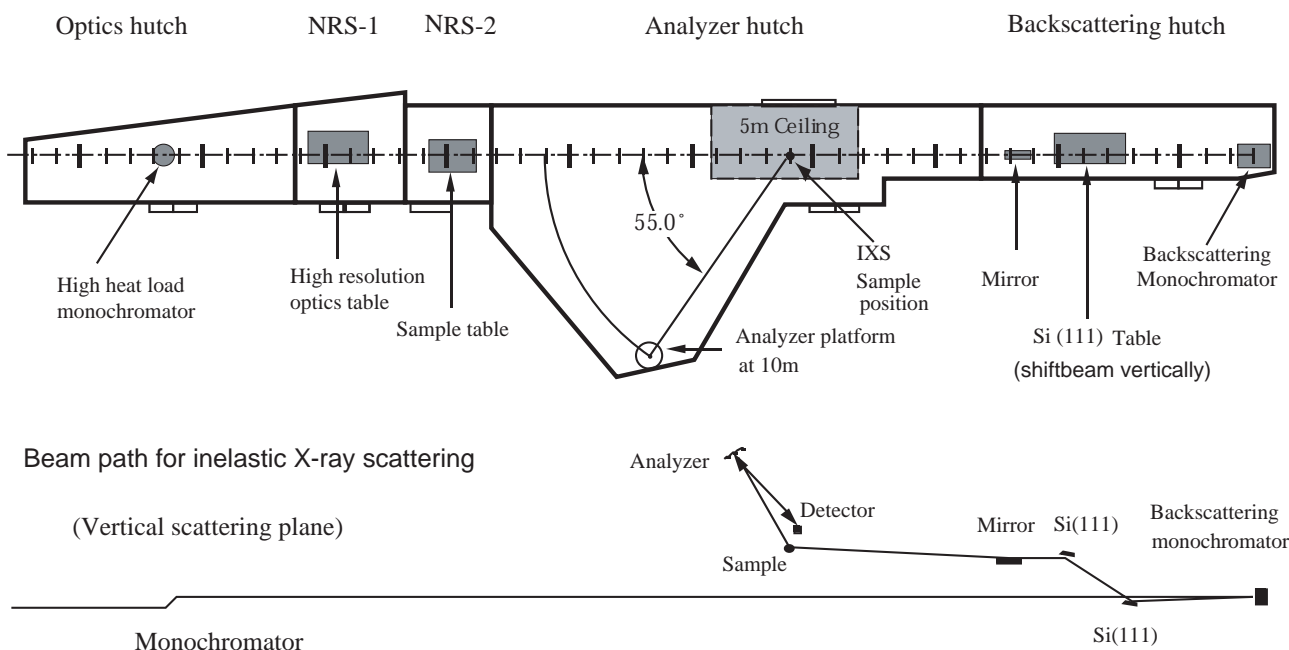 Optics hutch
NRS-1
NRS-2
Analyzer hutch
Backscattering hutch
5m Ceiling
55.0°
High heat load
monochromator
High resolution
optics table
Sample table
Analyzer platform
at 10m
IXS
Sample
position
Mirror
Si (111) Table
(shiftbeam vertically)
Backscattering
Monochromator
Beam path for inelastic X-ray scattering
(Vertical scattering plane)
Analyzer
Detector
Sample
Mirror
Si(111)
Backscattering
monochromator
Si(111)
Monochromator